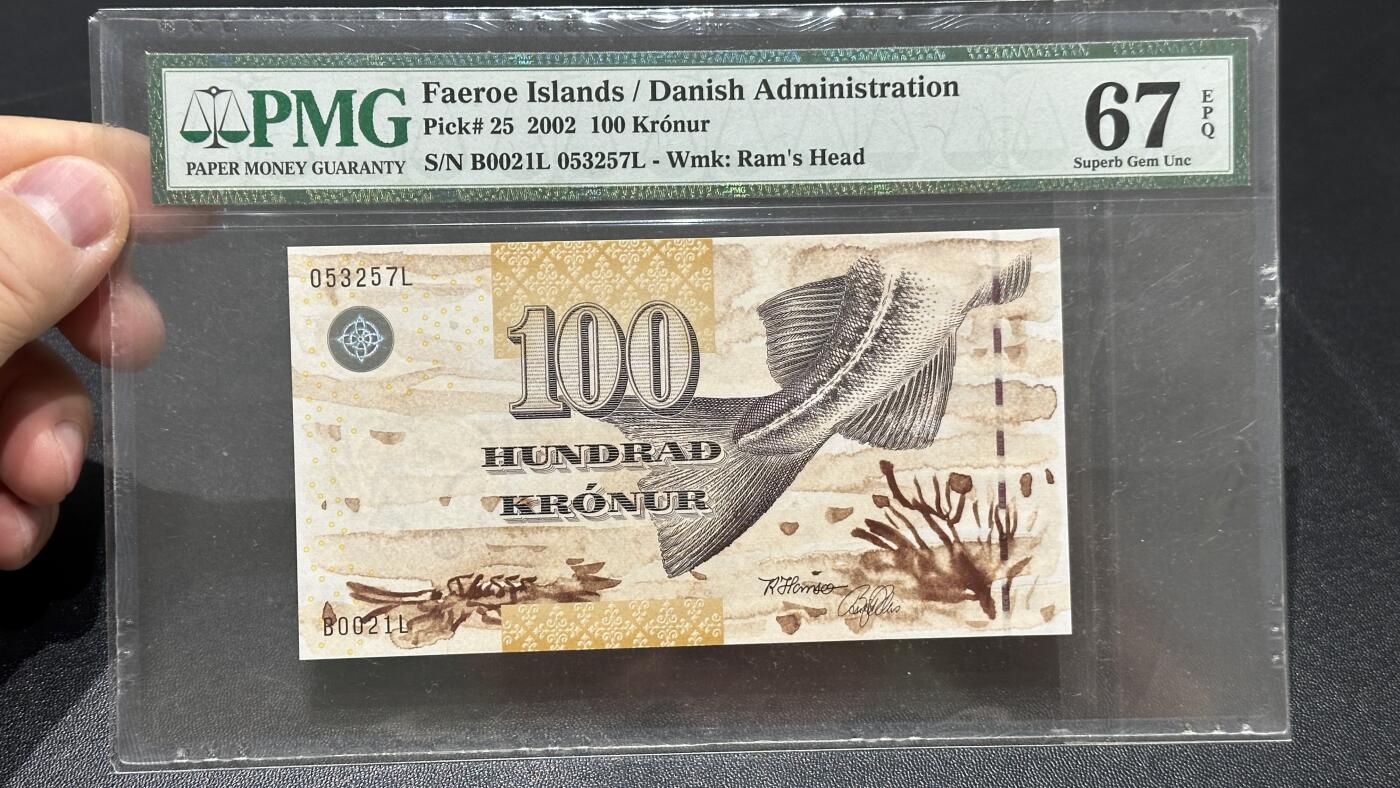 PMG
PAPER MONEY GUARANTY
Faeroe Islands / Danish Administration
Pick# 25 2002 100 Krónur
S/N B0021L 053257L - Wmk: Ram's Head
67
EPQ
Superb Gem Unc
053257L
100
HUNDRAÐ
KRÓNUR
B0021L